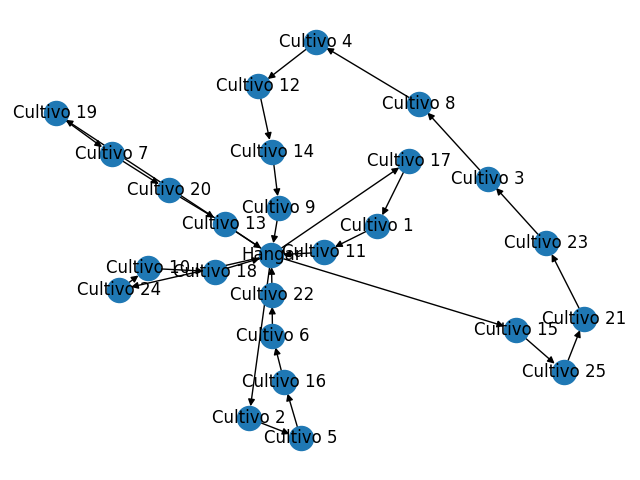 Cultivo 4
Cultivo 12
Cultivo 8
Cultivo 19
Cultivo 7
Cultivo 14
Cultivo 17
Cultivo 3
Cultivo 20
Cultivo 9
Cultivo 13
Cultivo 1
Cultivo 23
Cultivo 11
Hangar
Cultivo 10
Cultivo 18
Cultivo 24
Cultivo 22
Cultivo 21
Cultivo 15
Cultivo 6
Cultivo 25
Cultivo 16
Cultivo 2
Cultivo 5